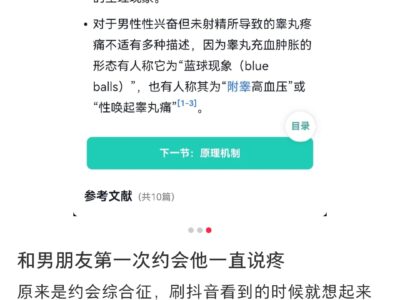 • 对于男性性兴奋但未射精所导致的睾丸疼
痛不适有多种描述，因为睾丸充血肿胀的
形态有人称它为“蓝球现象（blue
balls）”，也有人称其为“附睾高血压”或
“性唤起睾丸痛”[1-3]。
目录
下一节：原理机制
参考文献（共10篇）
和男朋友第一次约会他一直说疼
原来是约会综合征，刷抖音看到的时候就想起来